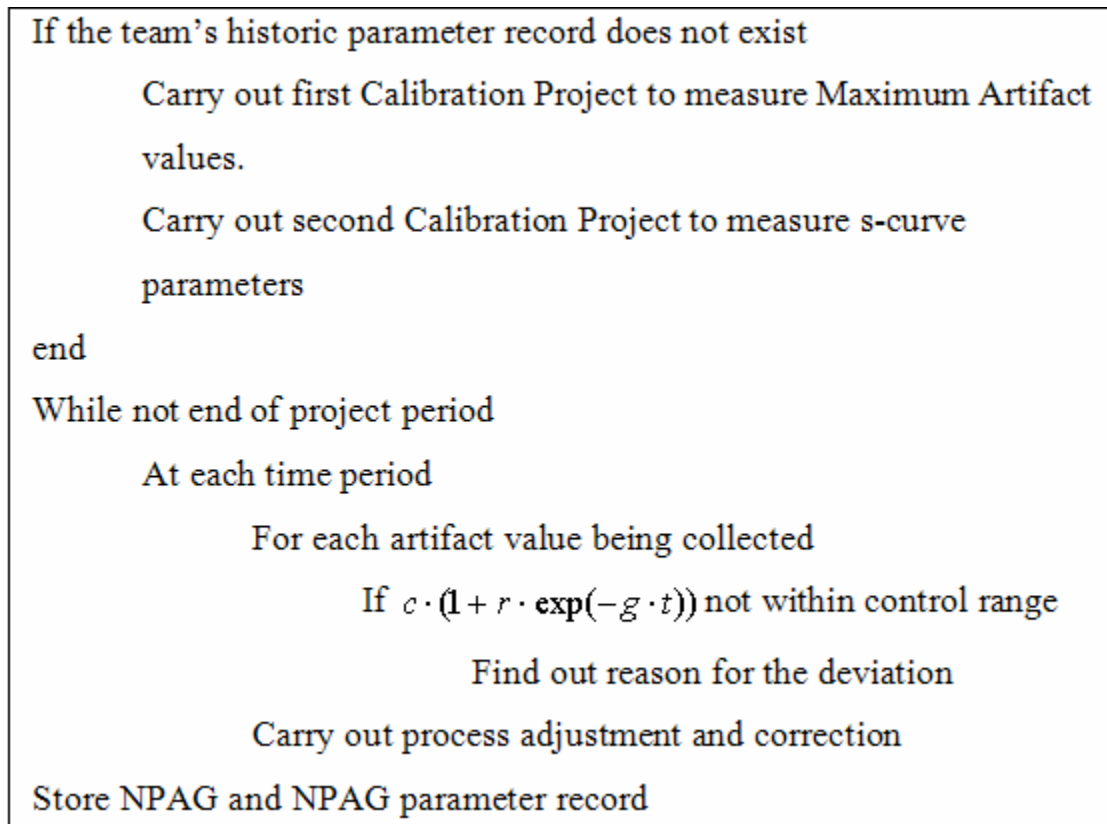 If the team’s historic parameter record does not exist
Carry out first Calibration Project to measure Maximum Artifact
values.
Carry out second Calibration Project to measure s-curve
parameters
end
While not end of project period
At each time period
For each artifact value being collected
If c · (1 + r · exp(−g · t)) not within control range
Find out reason for the deviation
Carry out process adjustment and correction
Store NPAG and NPAG parameter record